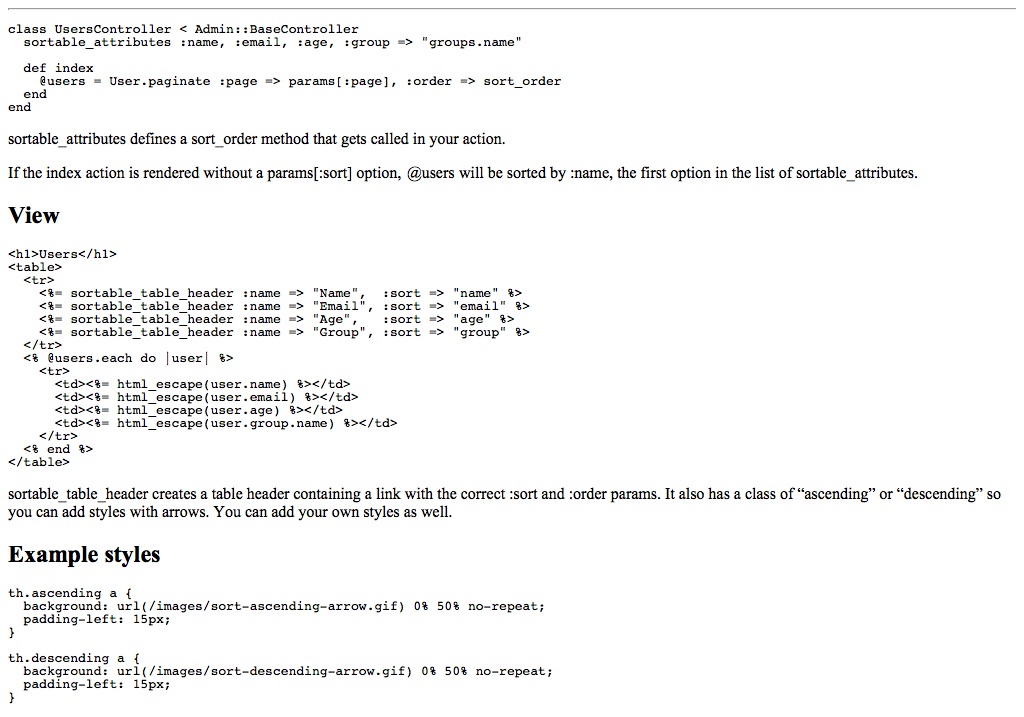 class UsersController < Admin::BaseController
  sortable_attributes :name, :email, :age, :group => "groups.name"

  def index
    @users = User.paginate :page => params[:page], :order => sort_order
  end
end

sortable_attributes defines a sort_order method that gets called in your action.

If the index action is rendered without a params[:sort] option, @users will be sorted by :name, the first option in the list of sortable_attributes.

View

<h1>Users</h1>
<table>
  <tr>
    <%= sortable_table_header :name => "Name",  :sort => "name" %>
    <%= sortable_table_header :name => "Email", :sort => "email" %>
    <%= sortable_table_header :name => "Age",   :sort => "age" %>
    <%= sortable_table_header :name => "Group", :sort => "group" %>
  </tr>
  <% @users.each do |user| %>
    <tr>
      <td><%= html_escape(user.name) %></td>
      <td><%= html_escape(user.email) %></td>
      <td><%= html_escape(user.age) %></td>
      <td><%= html_escape(user.group.name) %></td>
    </tr>
  <% end %>
</table>

sortable_table_header creates a table header containing a link with the correct :sort and :order params. It also has a class of “ascending” or “descending” so
you can add styles with arrows. You can add your own styles as well.

Example styles

th.ascending a {
  background: url(/images/sort-ascending-arrow.gif) 0% 50% no-repeat;
  padding-left: 15px;
}

th.descending a {
  background: url(/images/sort-descending-arrow.gif) 0% 50% no-repeat;
  padding-left: 15px;
}